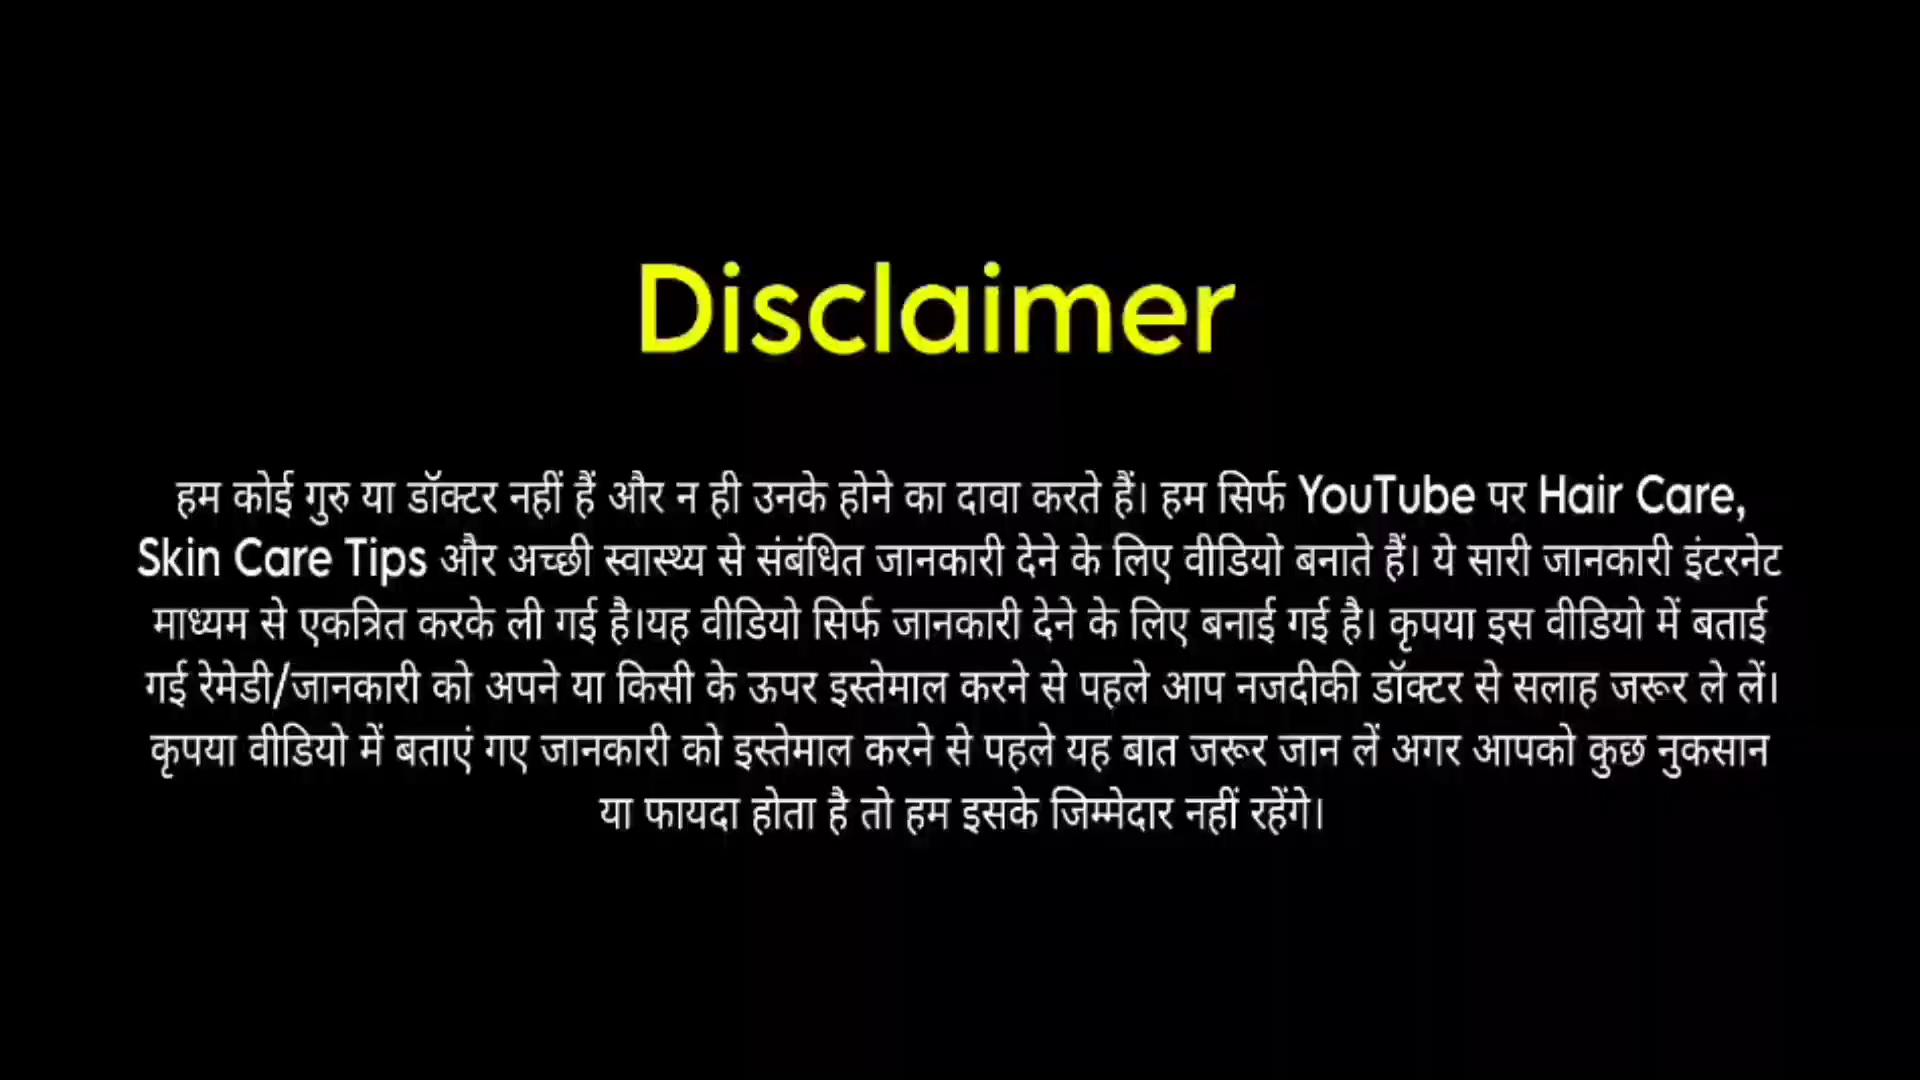 Disclaimer
हम कोई गुरु या डॉक्टर नहीं हैं और न ही उनके होने का दावा करते हैं। हम सिर्फ YouTube पर Hair Care,
Skin Care Tips और अच्छी स्वास्थ्य से संबंधित जानकारी देने के लिए वीडियो बनाते हैं। ये सारी जानकारी इंटरनेट
माध्यम से एकत्रित करके ली गई है।यह वीडियो सिर्फ जानकारी देने के लिए बनाई गई है। कृपया इस वीडियो में बताई
गई रेमेडी/जानकारी को अपने या किसी के ऊपर इस्तेमाल करने से पहले आप नजदीकी डॉक्टर से सलाह जरूर ले लें।
कृपया वीडियो में बताएं गए जानकारी को इस्तेमाल करने से पहले यह बात जरूर जान लें अगर आपको कुछ नुकसान
या फायदा होता है तो हम इसके जिम्मेदार नहीं रहेंगे।